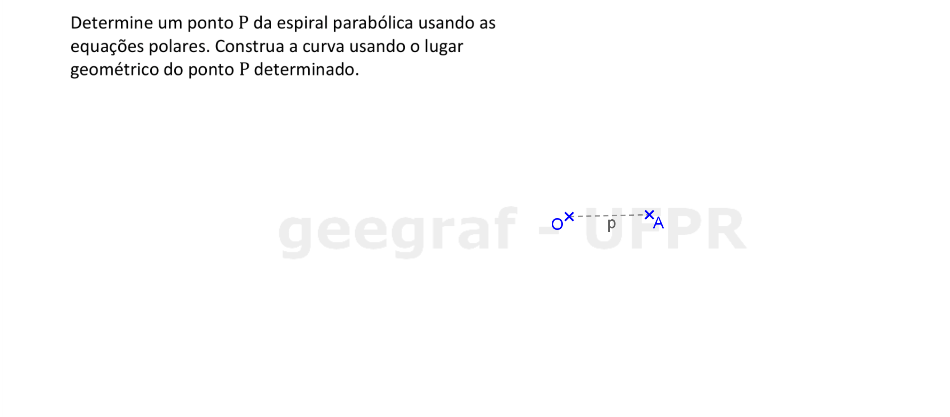 Determine um ponto P da espiral parabólica usando as
equações polares. Construa a curva usando o lugar
geométrico do ponto P determinado.
geegraf - UFPR
O p A